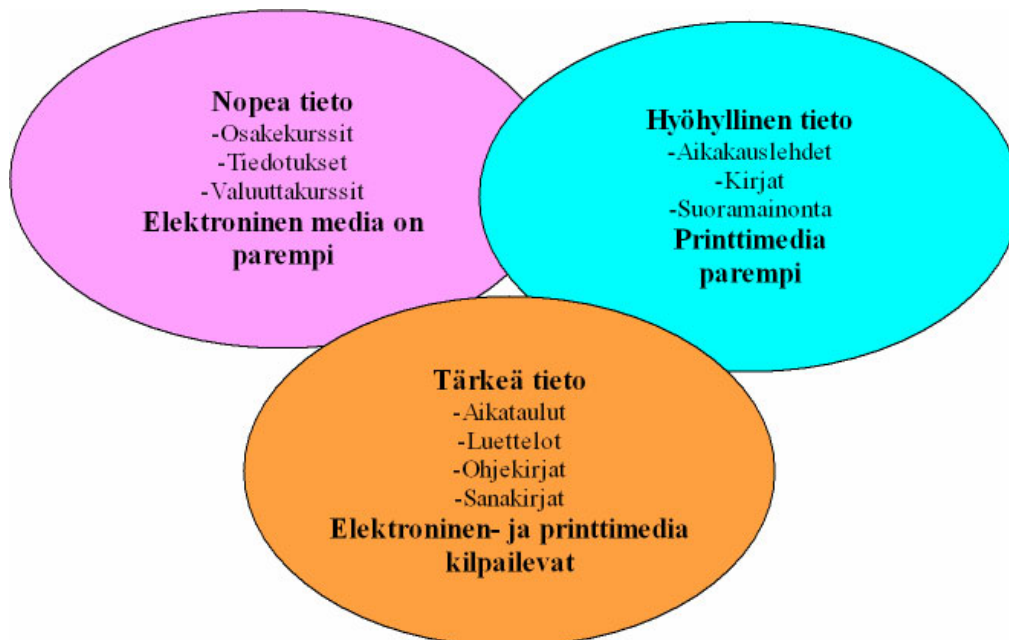 Nopea tieto
-Osakekurssit
-Tiedotukset
-Valuuttakurssit
Elektroninen media on
parempi
Hyöhyllinen tieto
-Aikakauslehdet
-Kirjat
-Suoramainonta
Printtimedia
parempi
Tärkeä tieto
-Aikataulut
-Luettelot
-Ohjekirjat
-Sanakirjat
Elektroninen- ja printtimedia
kilpailevat